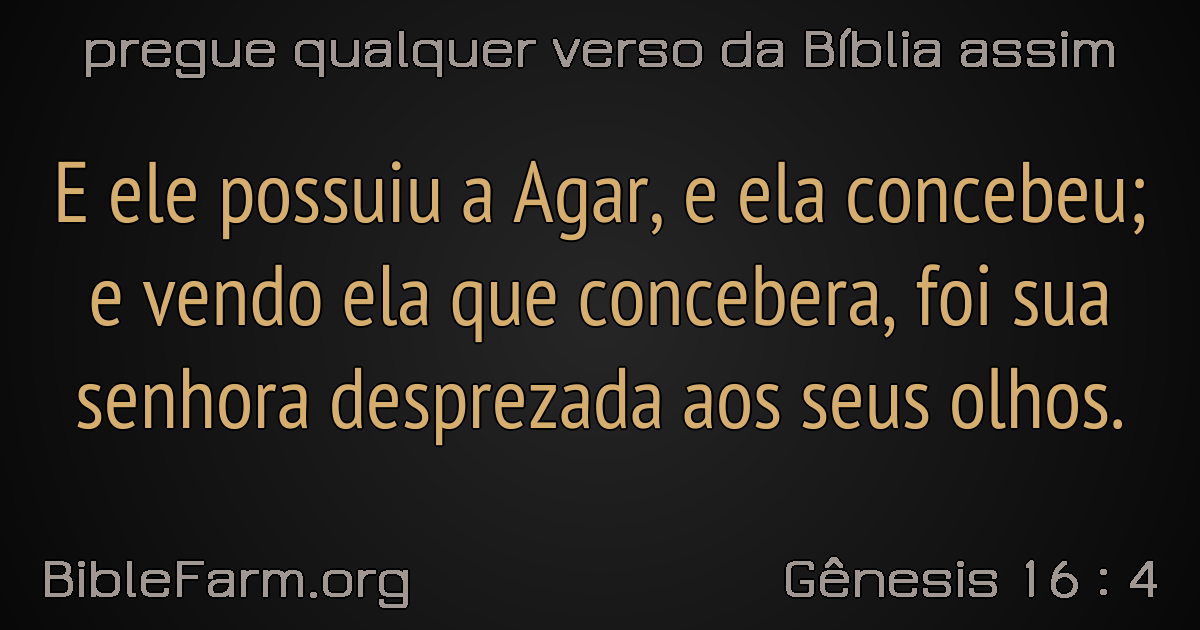 pregue qualquer verso da Bíblia assim
E ele possuiu a Agar, e ela concebeu;
e vendo ela que concebera, foi sua
senhora desprezada aos seus olhos.
BibleFarm.org
Gênesis 16 : 4